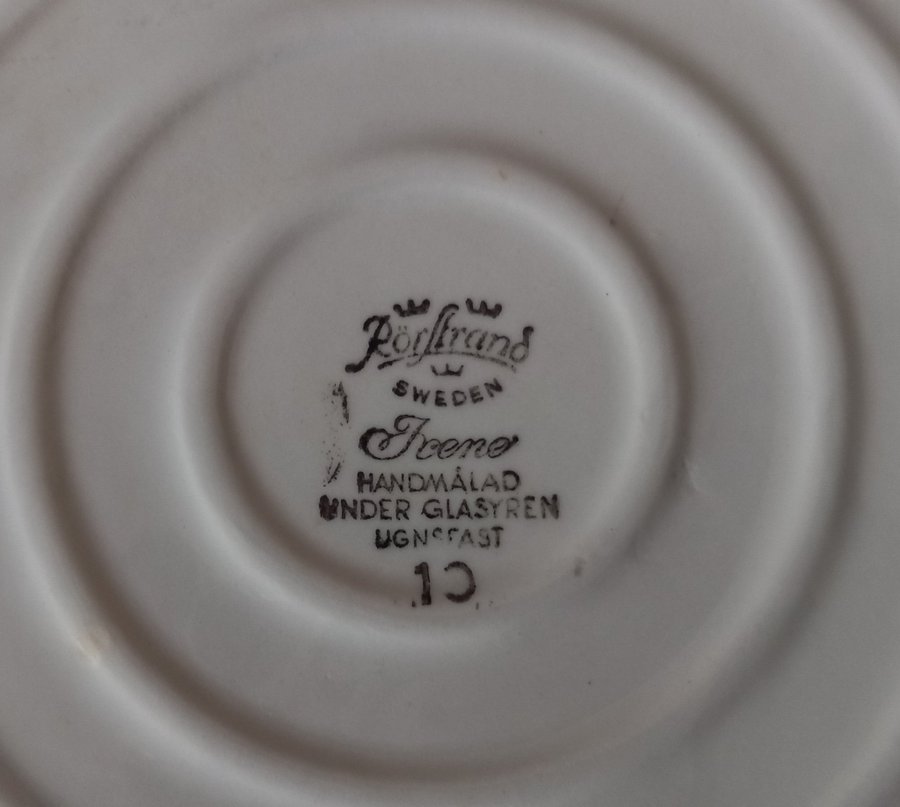 Rörstrand
SWEDEN
Irene
HANDMÅLAD
UNDER GLASYREN
UGNSFAST
10